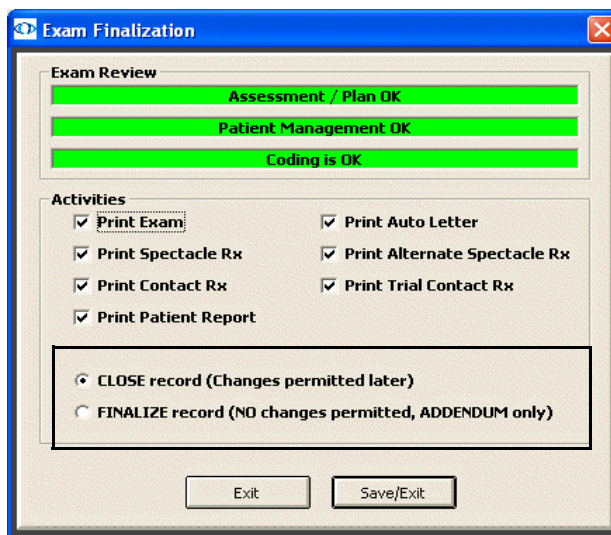 Exam Finalization
Exam Review
Assessment / Plan OK
Patient Management OK
Coding is OK
Activities
Print Exam
Print Auto Letter
Print Spectacle Rx
Print Alternate Spectacle Rx
Print Contact Rx
Print Trial Contact Rx
Print Patient Report
CLOSE record (Changes permitted later)
FINALIZE record (NO changes permitted, ADDENDUM only)
Exit
Save/Exit